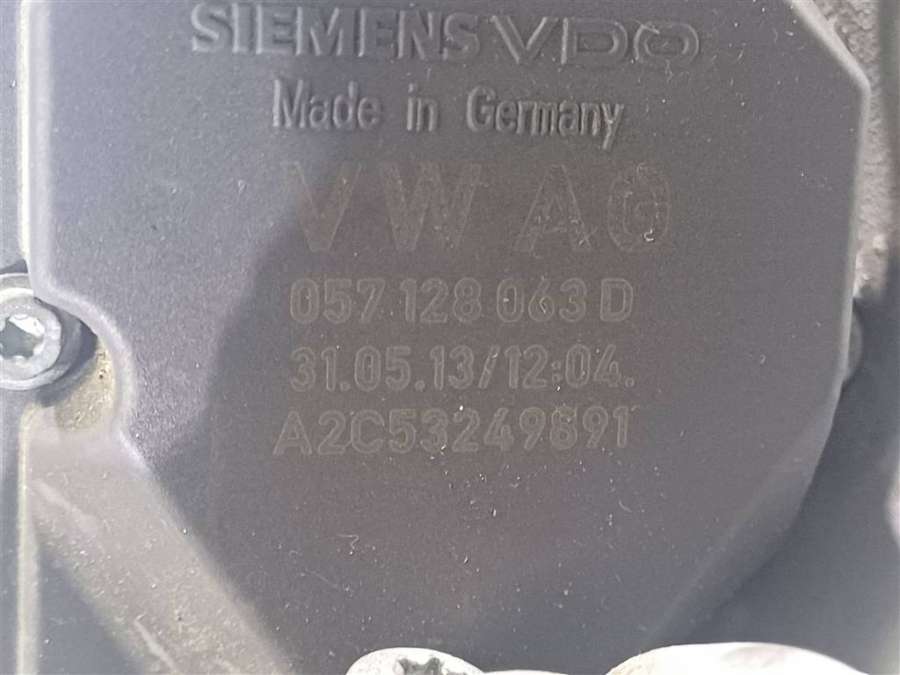 SIEMENS VDO
Made in Germany
VW AG
057 128 063 D
31.05.13/12:04.
A2C53249891